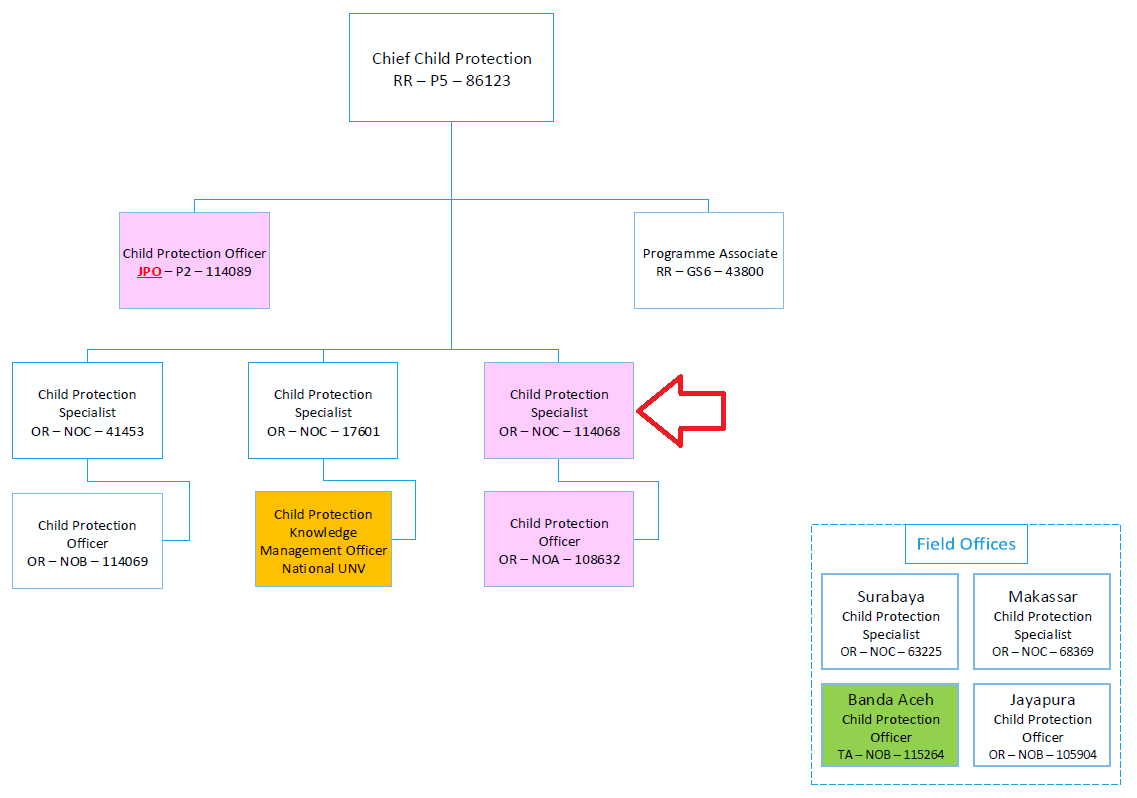 Chief Child Protection
RR – P5 – 86123
Child Protection Officer
JPO – P2 – 114089
Programme Associate
RR – GS6 – 43800
Child Protection
Specialist
OR – NOC – 41453
Child Protection
Specialist
OR – NOC – 17601
Child Protection
Specialist
OR – NOC – 114068
Child Protection
Officer
OR – NOB – 114069
Child Protection
Knowledge
Management Officer
National UNV
Child Protection
Officer
OR – NOA – 108632
Field Offices
Surabaya
Child Protection
Specialist
OR – NOC – 63225
Makassar
Child Protection
Specialist
OR – NOC – 68369
Banda Aceh
Child Protection
Officer
TA – NOB – 115264
Jayapura
Child Protection
Officer
OR – NOB – 105904